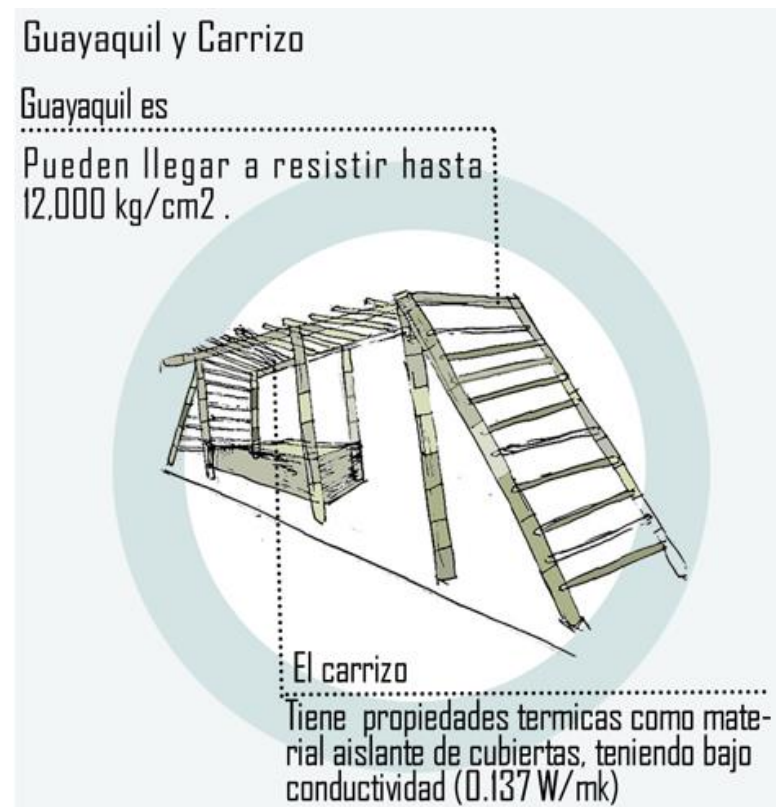 Guayaquil y Carrizo
Guayaquil es
Pueden llegar a resistir hasta
12,000 kg/cm2 .
El carrizo
Tiene propiedades termicas como mate-
rial aislante de cubiertas, teniendo bajo
conductividad (0.137 W/mk)